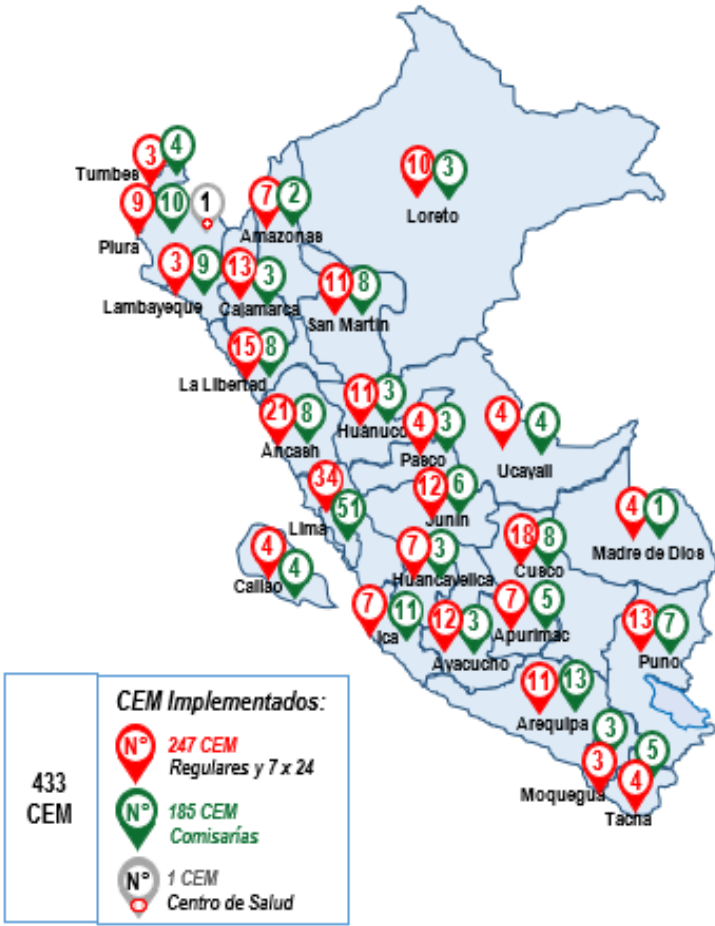 3 4
Tumbes
9 10 1
Piura
7 2
Amazonas
10 3
Loreto
3 9
Lambayeque
13 3
Cajamarca
11 8
San Martin
15 8
La Libertad
21 8
Ancash
11 3
Huanuco
4 3
Pasco
4 4
Ucayali
34 51
Lima
12 6
Junin
4 1
Madre de Dios
4 4
Callao
7 3
Huancavelica
18 8
Cusco
7 11
Ica
12 3
Ayacucho
7 5
Apurimac
13 7
Puno
11 13
Arequipa
3 3
Moquegua
5 4
Tacna
433
CEM
CEM Implementados:
N° 247 CEM
Regulares y 7 x 24
N° 185 CEM
Comisarías
N° 1 CEM
Centro de Salud